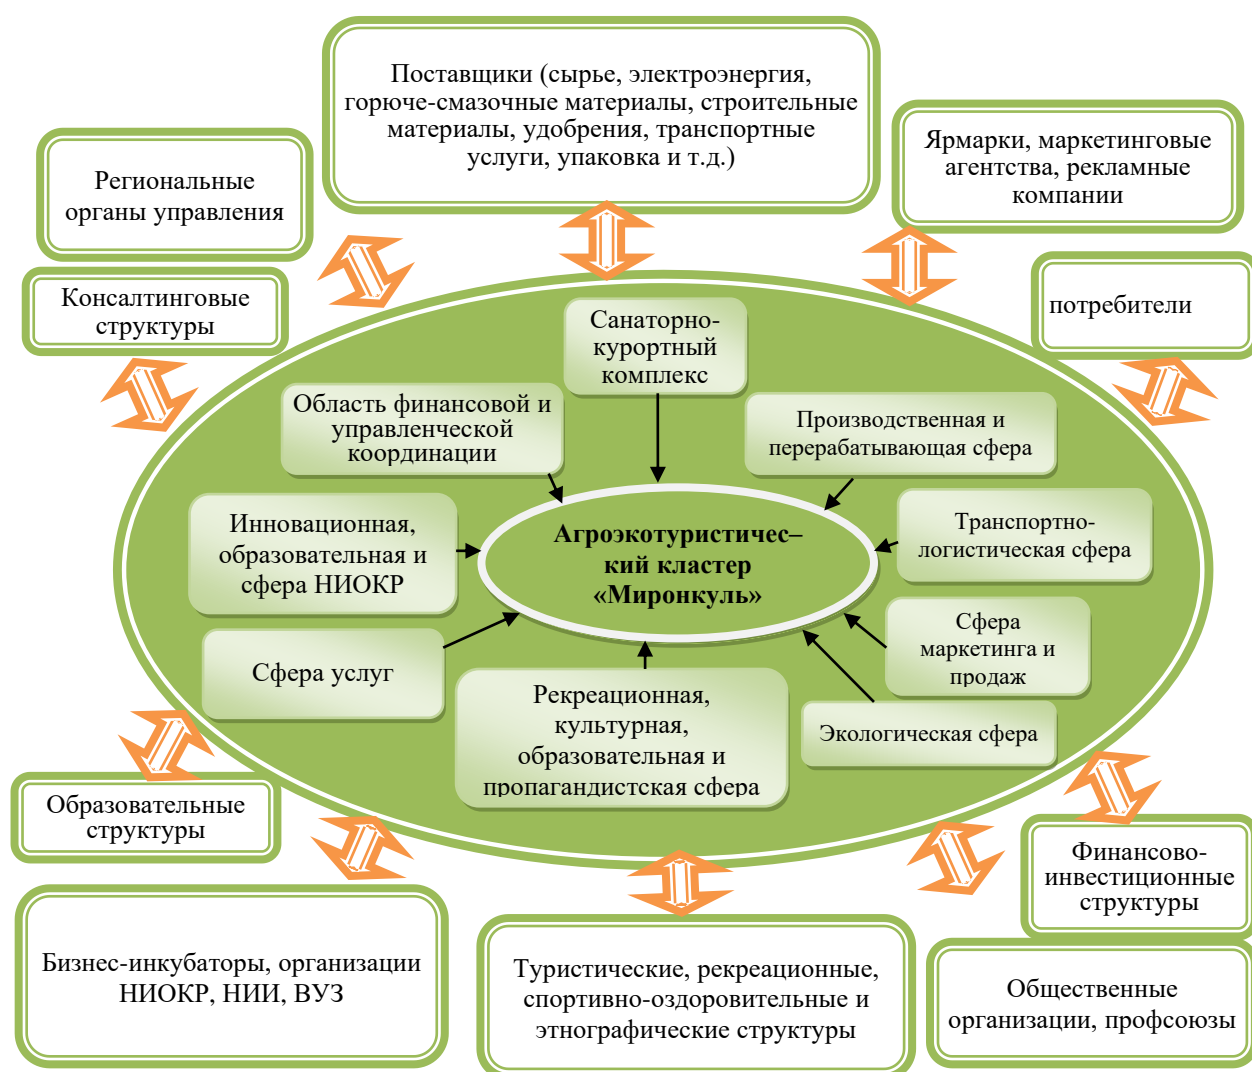 Поставщики (сырье, электроэнергия,
горюче-смазочные материалы, строительные
материалы, удобрения, транспортные
услуги, упаковка и т.д.)
Ярмарки, маркетинговые
агентства, рекламные
компании
Региональные
органы управления
Консалтинговые
структуры
потребители
Санаторно-
курортный
комплекс
Область финансовой и
управленческой
координации
Производственная и
перерабатывающая сфера
Инновационная,
образовательная и
сфера НИОКР
Агроэкотуристичес–
кий кластер
«Миронкуль»
Транспортно-
логистическая сфера
Сфера услуг
Сфера
маркетинга и
продаж
Рекреационная,
культурная,
образовательная и
пропагандистская сфера
Экологическая сфера
Образовательные
структуры
Финансово-
инвестиционные
структуры
Бизнес-инкубаторы, организации
НИОКР, НИИ, ВУЗ
Туристические, рекреационные,
спортивно-оздоровительные и
этнографические структуры
Общественные
организации, профсоюзы